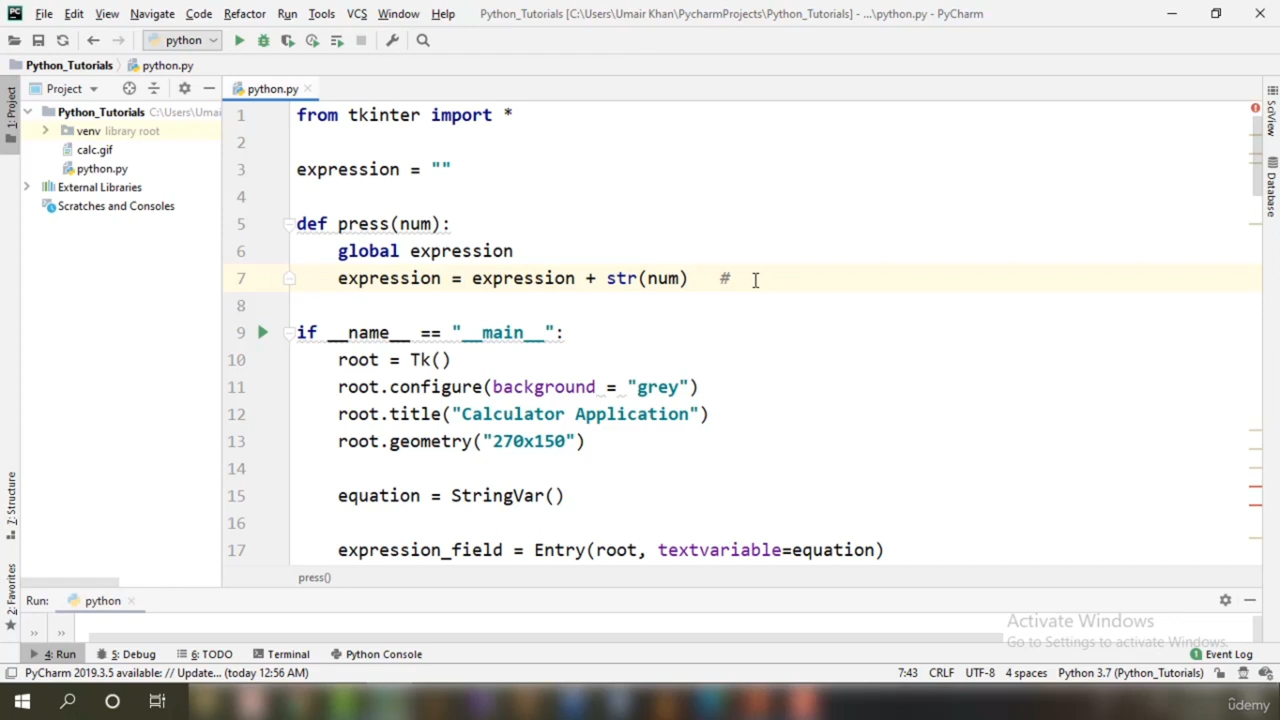 File Edit View Navigate Code Refactor Run Tools VCS Window Help Python_Tutorials [C:\Users\Umair Khan\PycharmProjects\Python_Tutorials] - ...\python.py - PyCharm
python
Python_Tutorials python.py
Project
python.py
1: Project
Python_Tutorials C:\Users\Umai
venv library root
calc.gif
python.py
External Libraries
Scratches and Consoles
1 from tkinter import *
2
3 expression = ""
4
5 def press(num):
6 global expression
7 expression = expression + str(num) #
8
9 if __name__ == "__main__":
10 root = Tk()
11 root.configure(background = "grey")
12 root.title("Calculator Application")
13 root.geometry("270x150")
14
15 equation = StringVar()
16
17 expression_field = Entry(root, textvariable=equation)
press()
SciView
Database
7: Structure
2: Favorites
Run: python
Activate Windows
Go to Settings to activate Windows.
4: Run 5: Debug 6: TODO Terminal Python Console 1 Event Log
PyCharm 2019.3.5 available: // Update... (today 12:56 AM) 7:43 CRLF UTF-8 4 spaces Python 3.7 (Python_Tutorials)
ûdemy